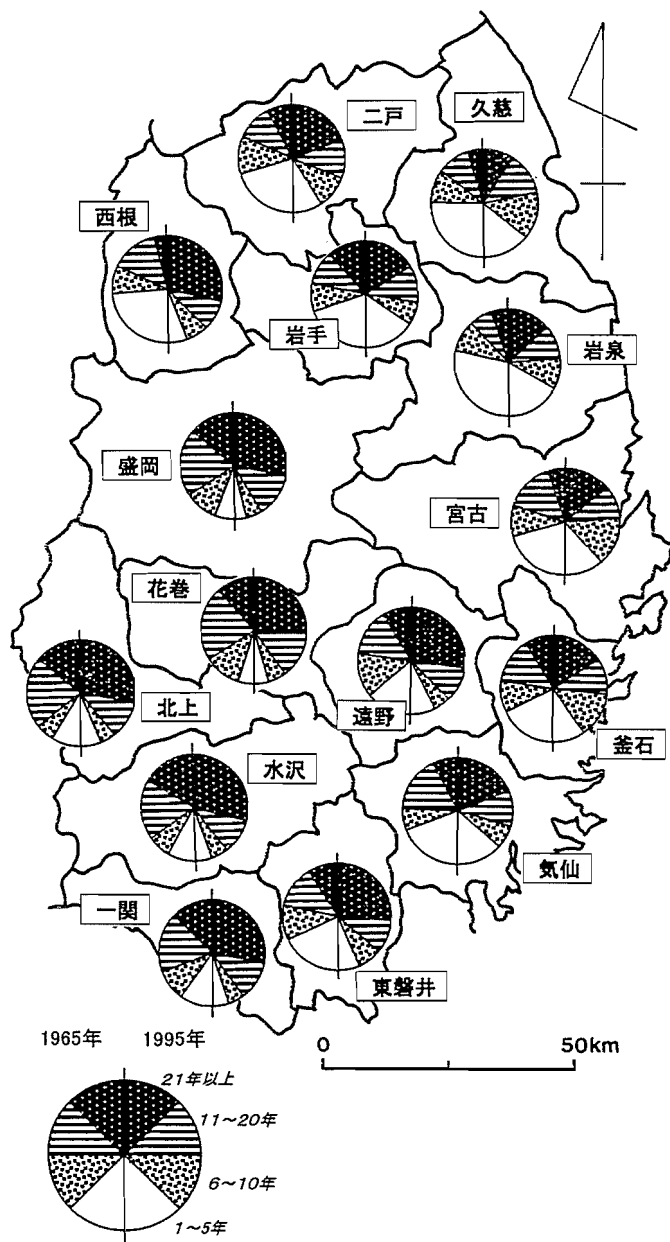 二戸
久慈
西根
岩手
岩泉
盛岡
宮古
花巻
北上
遠野
釜石
水沢
気仙
一関
東磐井
1965年 1995年
0 50km
21年以上
11～20年
6～10年
1～5年